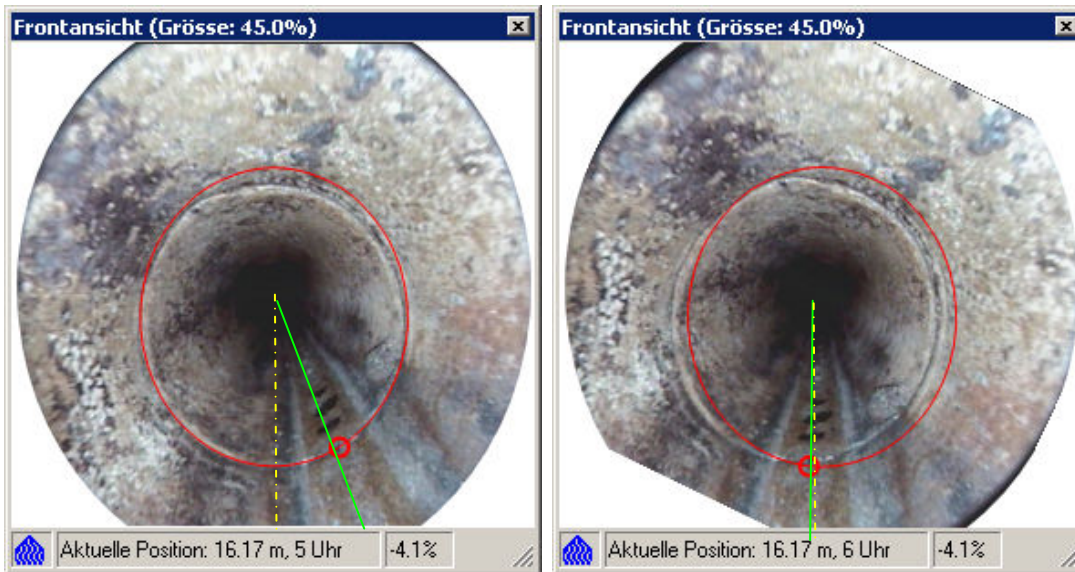 Frontansicht (Grösse: 45.0%)
Aktuelle Position: 16.17 m, 5 Uhr
-4.1%
Frontansicht (Grösse: 45.0%)
Aktuelle Position: 16.17 m, 6 Uhr
-4.1%